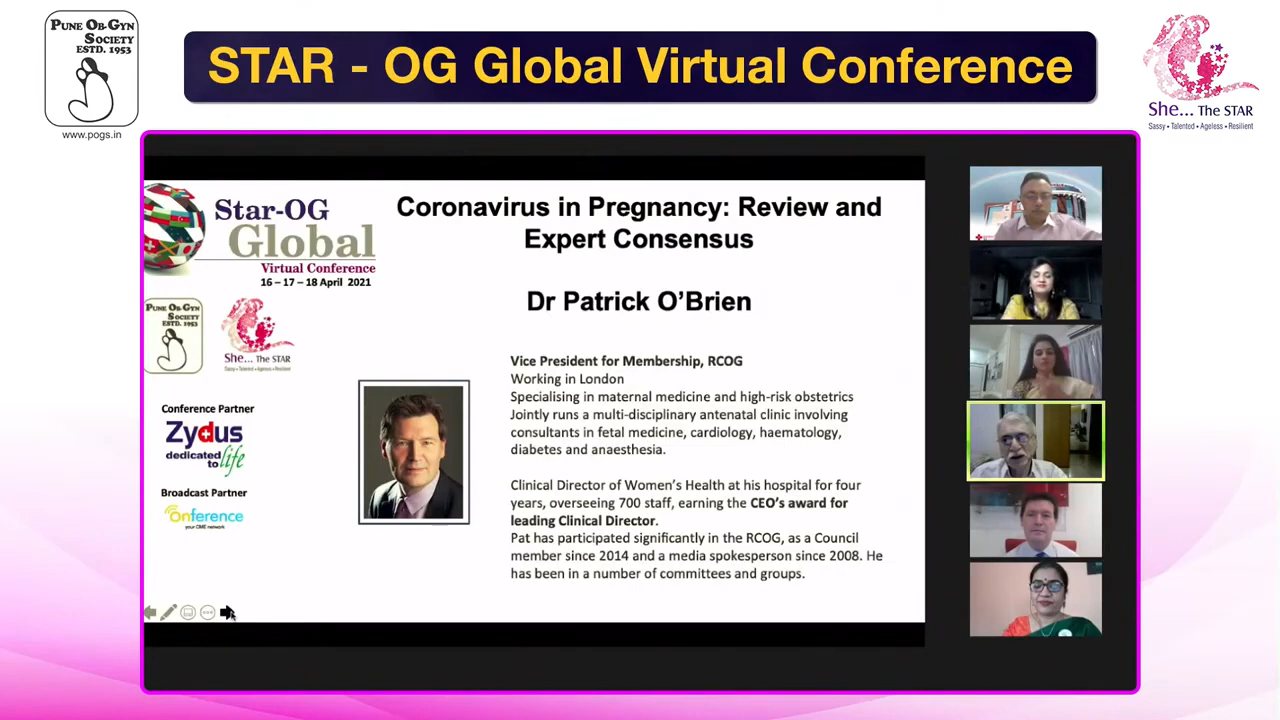 PUNE OB-GYN
SOCIETY
ESTD. 1953
www.pogs.in
STAR - OG Global Virtual Conference
She... THE STAR
Sassy • Talented • Ageless • Resilient
Star-OG
Global
Virtual Conference
16 – 17 – 18 April 2021
PUNE OB-GYN
SOCIETY
ESTD. 1953
She... THE STAR
Sassy • Talented • Ageless • Resilient
Conference Partner
Zydus
dedicated
to life
Broadcast Partner
Onference
your CME network
Coronavirus in Pregnancy: Review and
Expert Consensus
Dr Patrick O’Brien
Vice President for Membership, RCOG
Working in London
Specialising in maternal medicine and high-risk obstetrics
Jointly runs a multi-disciplinary antenatal clinic involving
consultants in fetal medicine, cardiology, haematology,
diabetes and anaesthesia.
Clinical Director of Women’s Health at his hospital for four
years, overseeing 700 staff, earning the CEO’s award for
leading Clinical Director.
Pat has participated significantly in the RCOG, as a Council
member since 2014 and a media spokesperson since 2008. He
has been in a number of committees and groups.